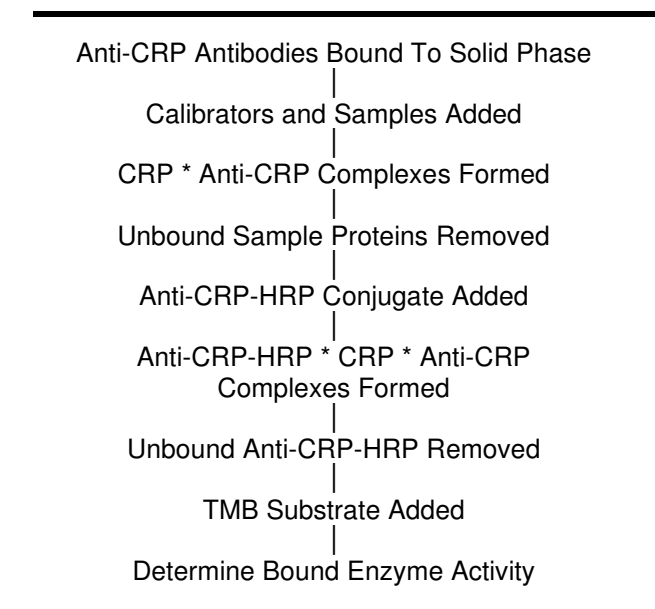 Anti-CRP Antibodies Bound To Solid Phase
Calibrators and Samples Added
CRP * Anti-CRP Complexes Formed
Unbound Sample Proteins Removed
Anti-CRP-HRP Conjugate Added
Anti-CRP-HRP * CRP * Anti-CRP
Complexes Formed
Unbound Anti-CRP-HRP Removed
TMB Substrate Added
Determine Bound Enzyme Activity